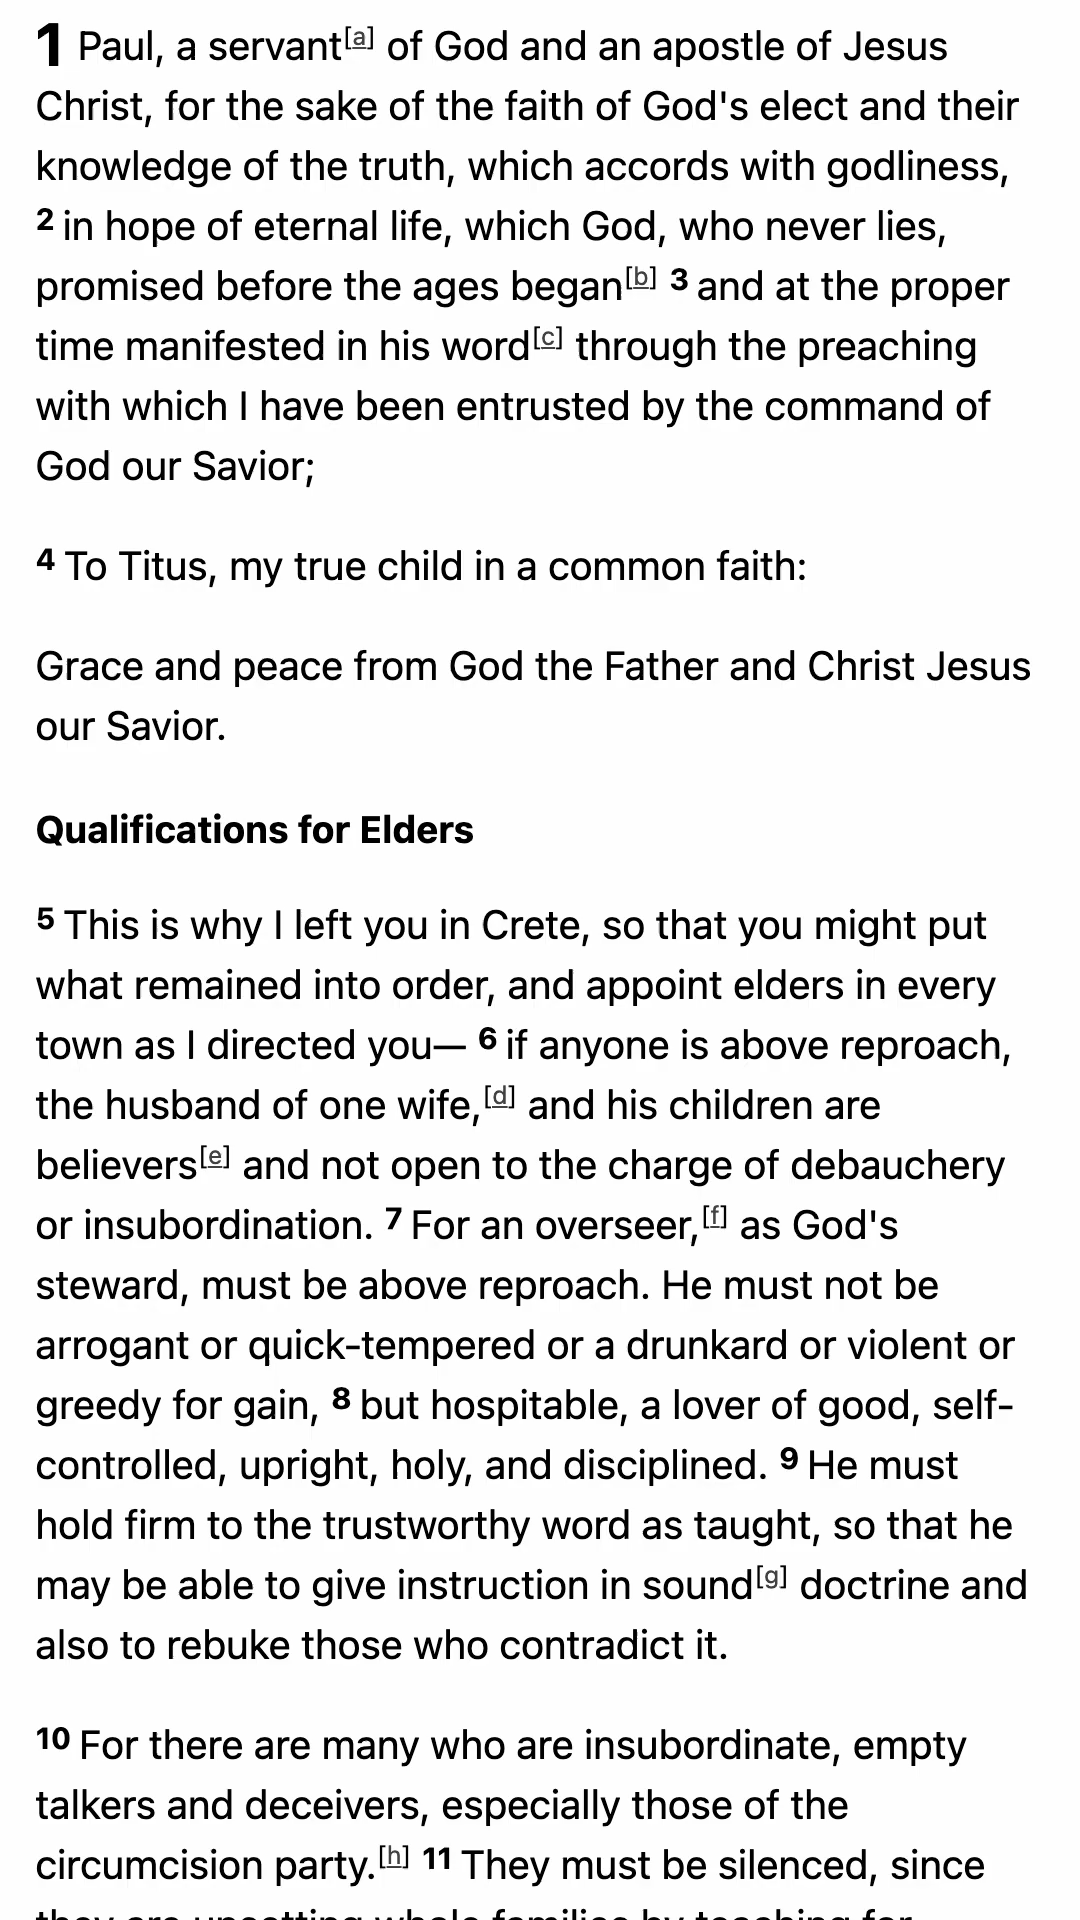 1 Paul, a servant[a] of God and an apostle of Jesus
Christ, for the sake of the faith of God's elect and their
knowledge of the truth, which accords with godliness,
2 in hope of eternal life, which God, who never lies,
promised before the ages began[b] 3 and at the proper
time manifested in his word[c] through the preaching
with which I have been entrusted by the command of
God our Savior;
4 To Titus, my true child in a common faith:
Grace and peace from God the Father and Christ Jesus
our Savior.
Qualifications for Elders
5 This is why I left you in Crete, so that you might put
what remained into order, and appoint elders in every
town as I directed you— 6 if anyone is above reproach,
the husband of one wife,[d] and his children are
believers[e] and not open to the charge of debauchery
or insubordination. 7 For an overseer,[f] as God's
steward, must be above reproach. He must not be
arrogant or quick-tempered or a drunkard or violent or
greedy for gain, 8 but hospitable, a lover of good, self-
controlled, upright, holy, and disciplined. 9 He must
hold firm to the trustworthy word as taught, so that he
may be able to give instruction in sound[g] doctrine and
also to rebuke those who contradict it.
10 For there are many who are insubordinate, empty
talkers and deceivers, especially those of the
circumcision party.[h] 11 They must be silenced, since
they are upsetting whole families by teaching for